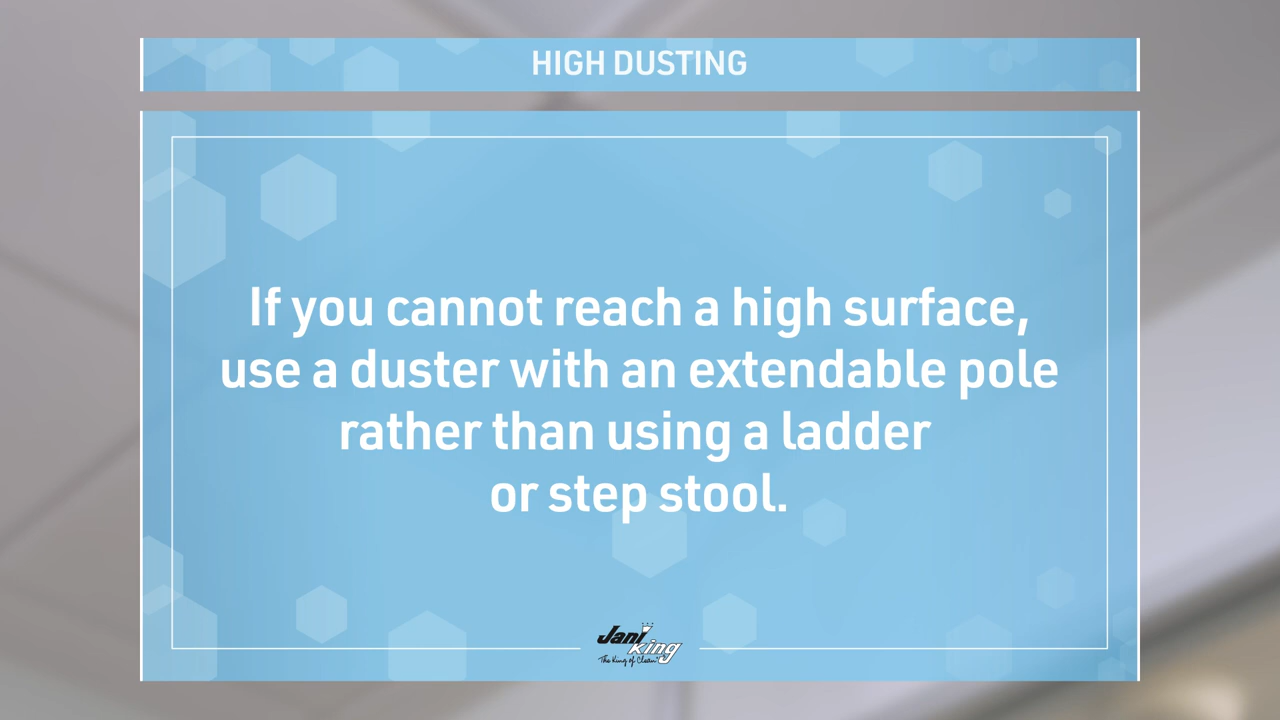 HIGH DUSTING
If you cannot reach a high surface,
use a duster with an extendable pole
rather than using a ladder
or step stool.
Jani
King
The King of Clean